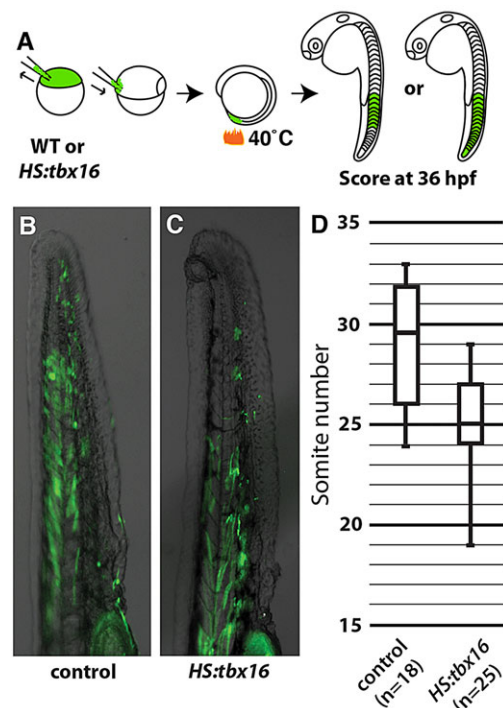 A
WT or
HS:tbx16
40°C
or
Score at 36 hpf
B
C
control
HS:tbx16
D
Somite number
35
30
25
20
15
control
(n=18)
HS:tbx16
(n=25)